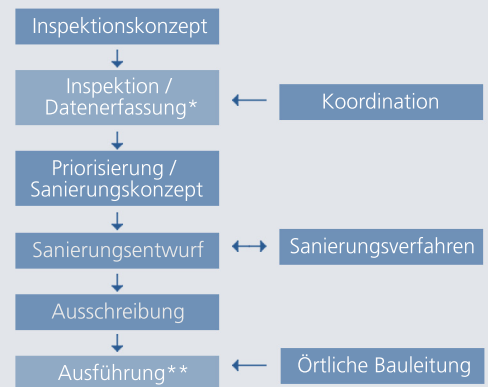 Inspektionskonzept
Inspektion /
Datenerfassung*
Koordination
Priorisierung /
Sanierungskonzept
Sanierungsentwurf
Sanierungsverfahren
Ausschreibung
Ausführung**
Örtliche Bauleitung